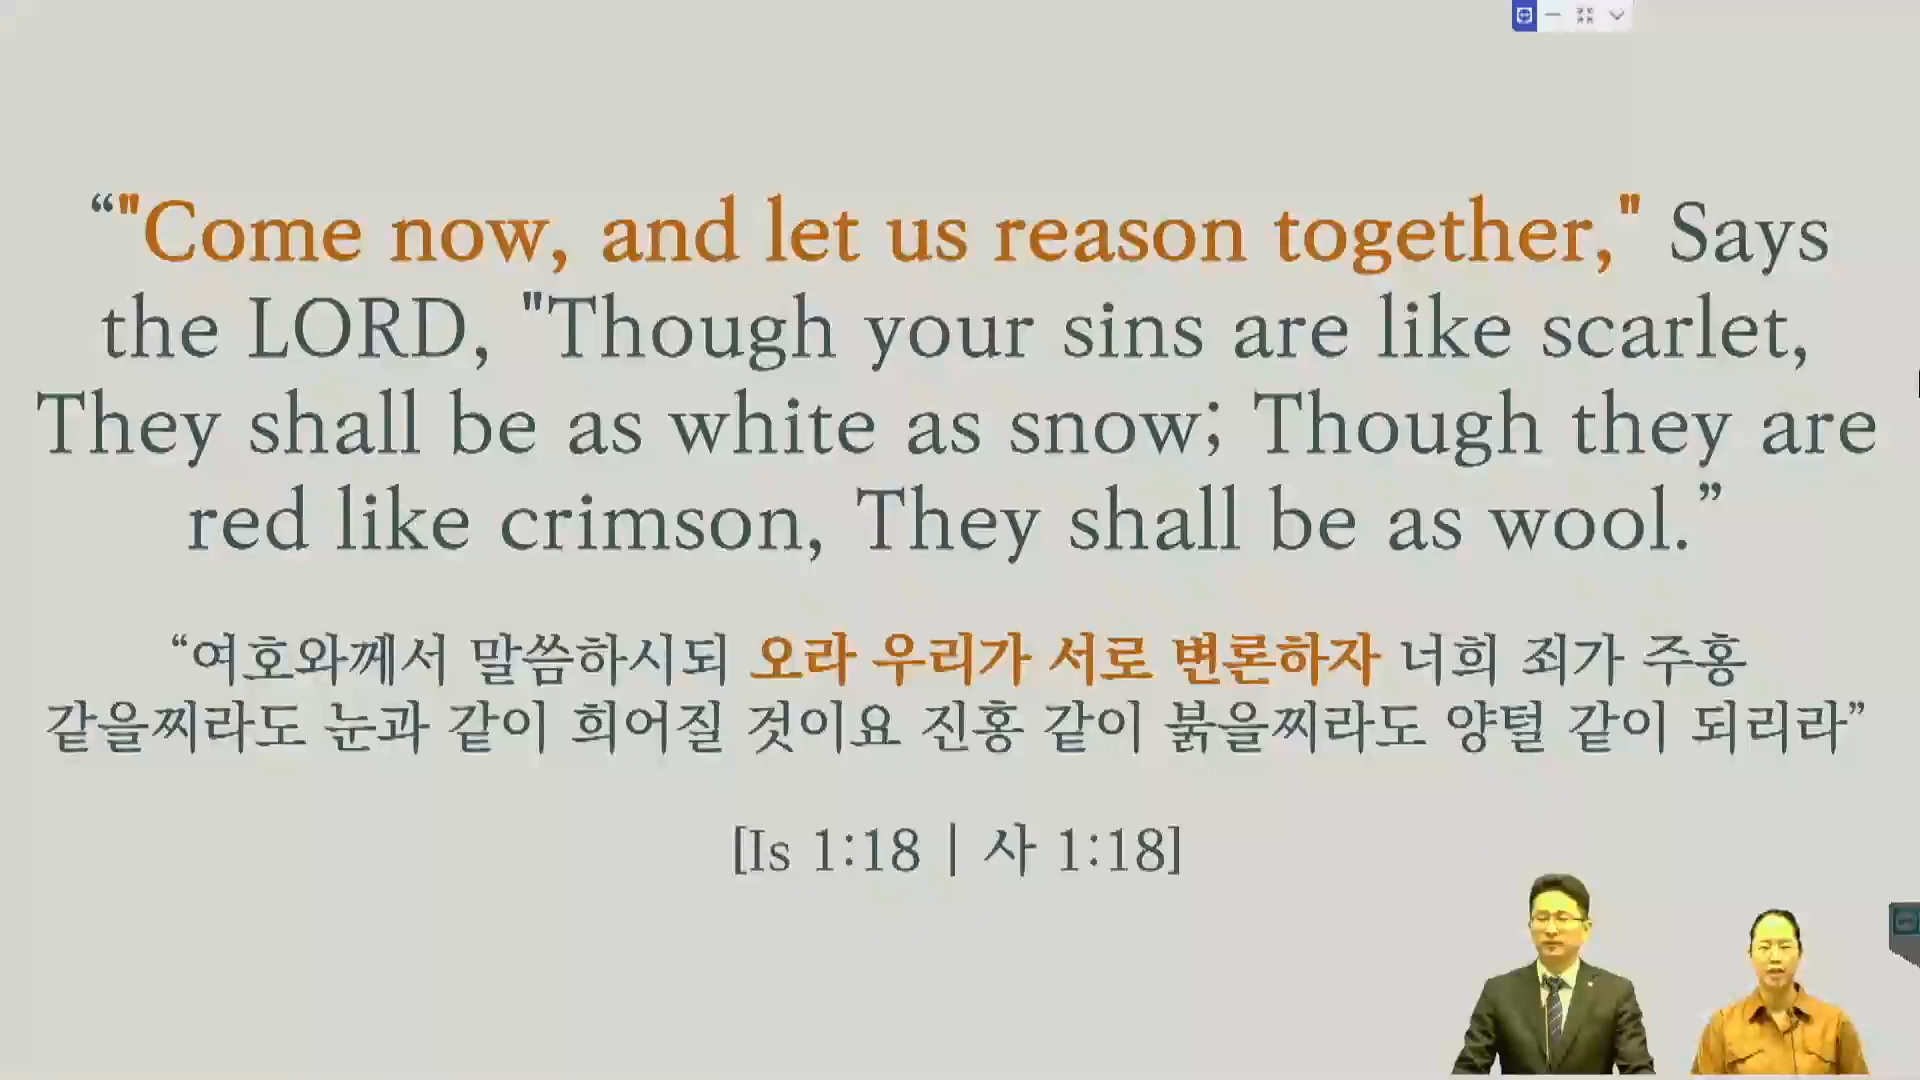 “"Come now, and let us reason together," Says
the LORD, "Though your sins are like scarlet,
They shall be as white as snow; Though they are
red like crimson, They shall be as wool.”
“여호와께서 말씀하시되 오라 우리가 서로 변론하자 너희 죄가 주홍
같을찌라도 눈과 같이 희어질 것이요 진홍 같이 붉을찌라도 양털 같이 되리라”
[Is 1:18 | 사 1:18]